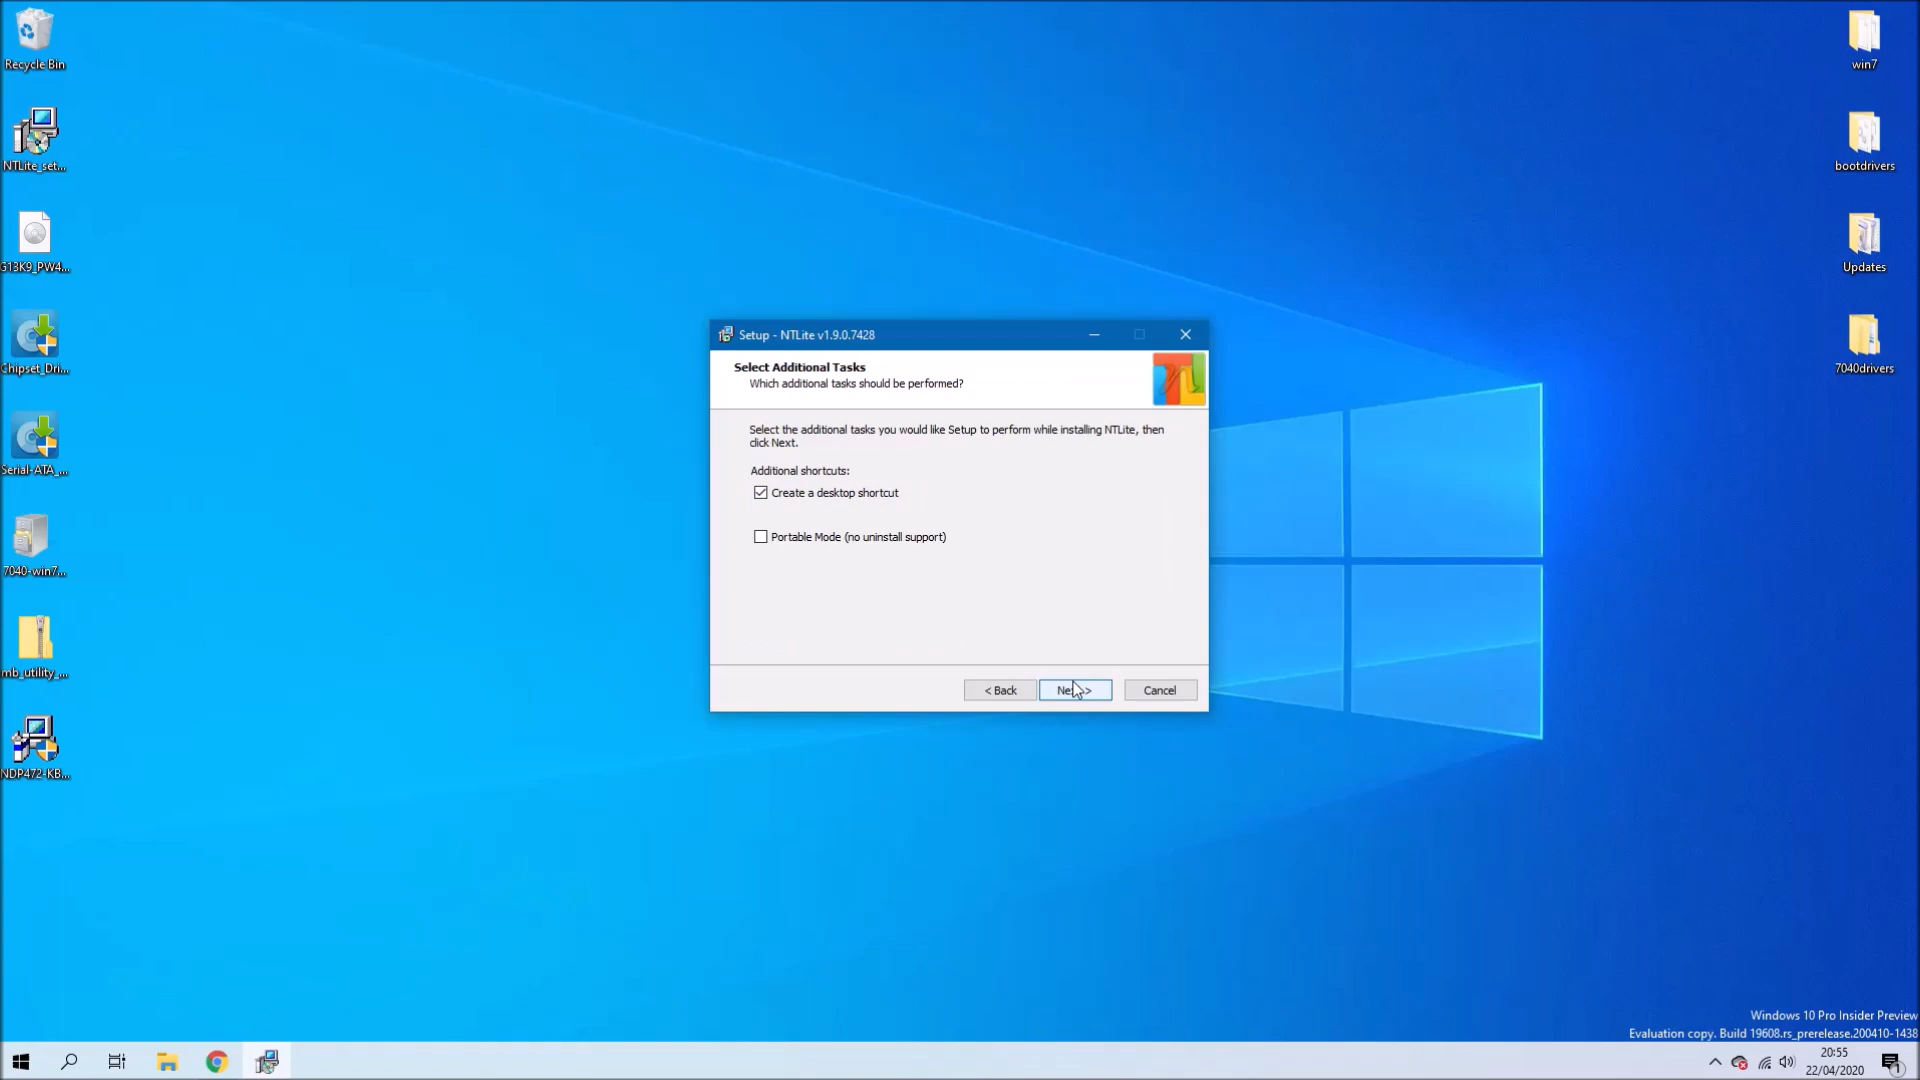 Recycle Bin
NTLite_set...
G13K9_PW4...
Chipset_Dri...
Serial-ATA_...
7040-win7...
mb_utility_...
NDP472-KB...
win7
bootdrivers
Updates
7040drivers
Setup - NTLite v1.9.0.7428
Select Additional Tasks
Which additional tasks should be performed?
Select the additional tasks you would like Setup to perform while installing NTLite, then
click Next.
Additional shortcuts:
Create a desktop shortcut
Portable Mode (no uninstall support)
< Back
Cancel
Windows 10 Pro Insider Preview
Evaluation copy. Build 19608.rs_prerelease.200410-1438
20:55
22/04/2020
1